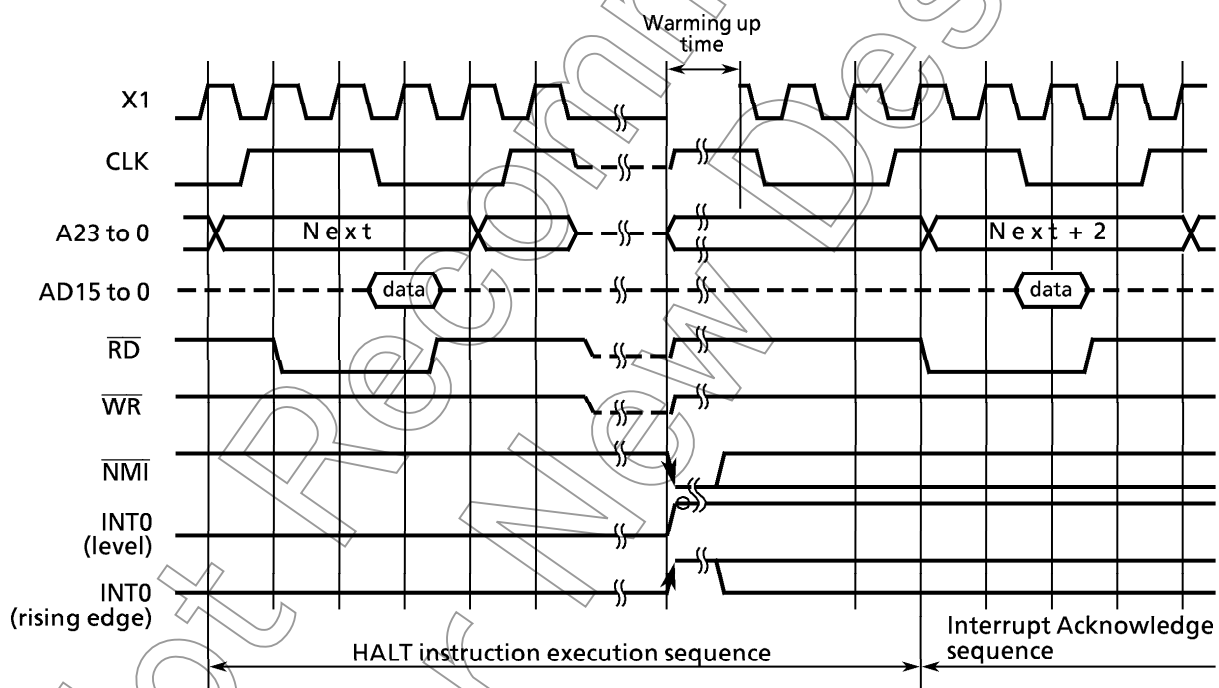 Warming up
time
X1
CLK
A23 to 0
Next
Next + 2
AD15 to 0
data
data
RD
WR
NMI
INT0
(level)
INT0
(rising edge)
HALT instruction execution sequence
Interrupt Acknowledge
sequence